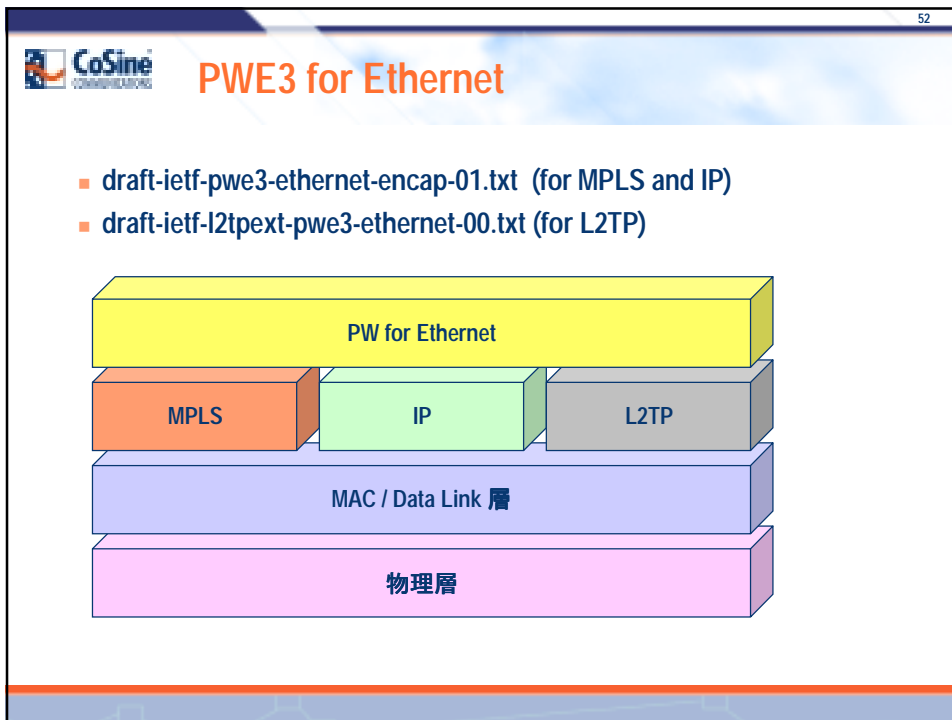 52
CoSine
COMMUNICATIONS
PWE3 for Ethernet
draft-ietf-pwe3-ethernet-encap-01.txt (for MPLS and IP)
draft-ietf-l2tpext-pwe3-ethernet-00.txt (for L2TP)
PW for Ethernet
MPLS
IP
L2TP
MAC / Data Link 層
物理層